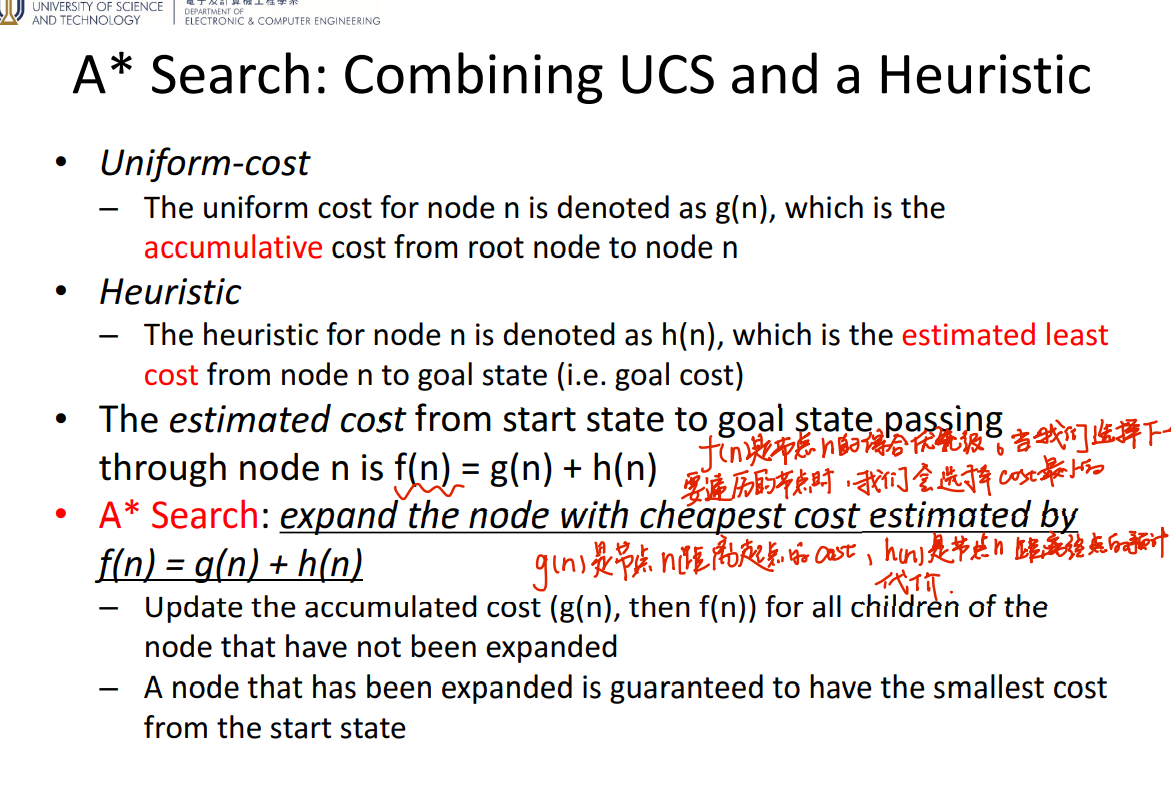 UNIVERSITY OF SCIENCE
AND TECHNOLOGY
電子及計算機工程學系
DEPARTMENT OF
ELECTRONIC & COMPUTER ENGINEERING
A* Search: Combining UCS and a Heuristic
• Uniform-cost
– The uniform cost for node n is denoted as g(n), which is the
accumulative cost from root node to node n
• Heuristic
– The heuristic for node n is denoted as h(n), which is the estimated least
cost from node n to goal state (i.e. goal cost)
• The estimated cost from start state to goal state passing
through node n is f(n) = g(n) + h(n)
f(n)是节点n的综合优先级。当我们选择下一
要遍历的节点时,我们会选择cost最小的
• A* Search: expand the node with cheapest cost estimated by
f(n) = g(n) + h(n)
g(n)是节点n距离起点的cost,h(n)是节点n距离终点的预计
代价.
– Update the accumulated cost (g(n), then f(n)) for all children of the
node that have not been expanded
– A node that has been expanded is guaranteed to have the smallest cost
from the start state